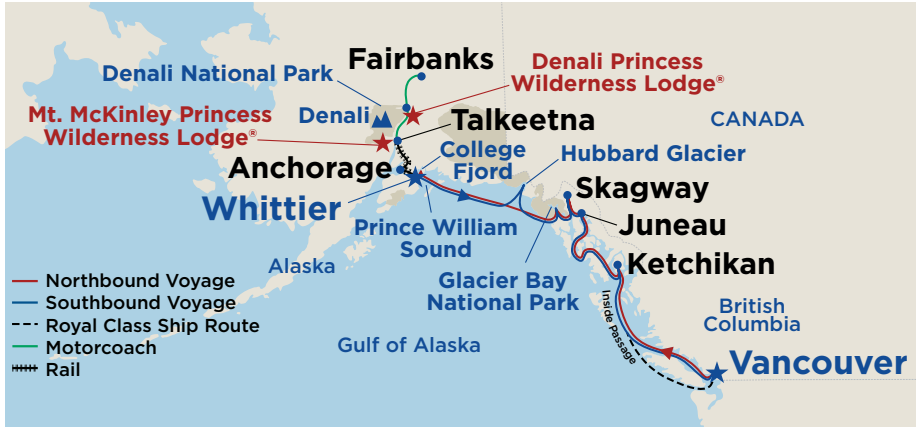 Fairbanks
Denali National Park
Denali Princess
Wilderness Lodge®
Mt. McKinley Princess
Wilderness Lodge®
Denali
Talkeetna
CANADA
College
Fjord
Hubbard Glacier
Anchorage
Whittier
Skagway
Prince William
Sound
Juneau
Alaska
Glacier Bay
National Park
Ketchikan
Northbound Voyage
Southbound Voyage
Royal Class Ship Route
Motorcoach
Rail
Inside Passage
British
Columbia
Gulf of Alaska
Vancouver